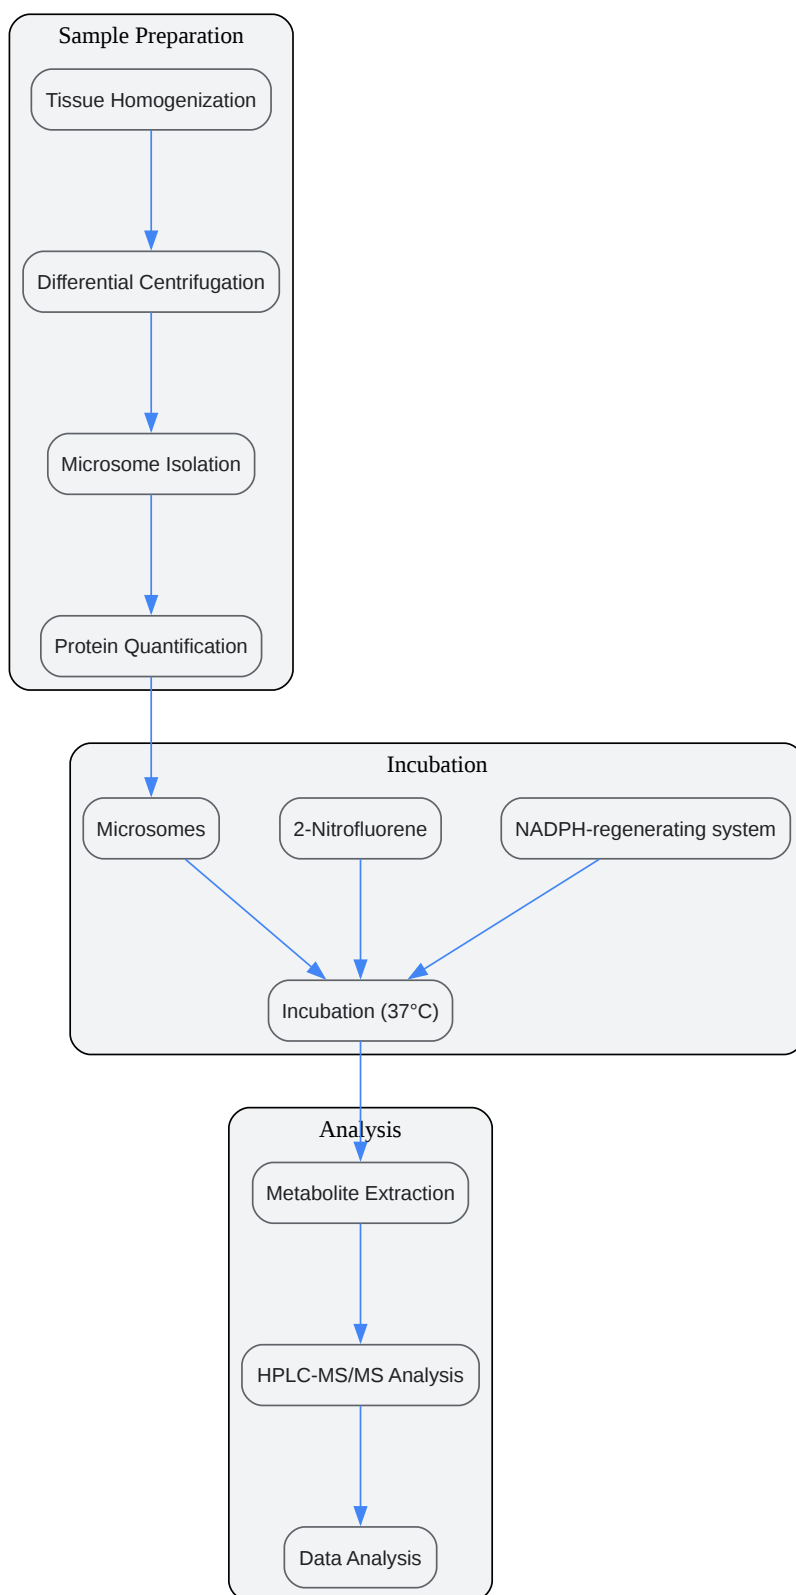 Sample Preparation
Tissue Homogenization
Differential Centrifugation
Microsome Isolation
Protein Quantification
Incubation
Microsomes
2-Nitrofluorene
NADPH-regenerating system
Incubation (37°C)
Analysis
Metabolite Extraction
HPLC-MS/MS Analysis
Data Analysis